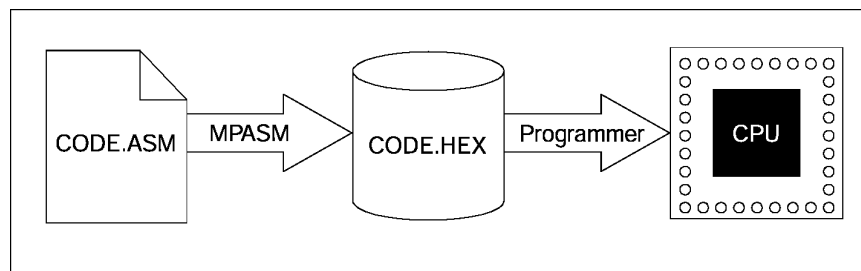 CODE.ASM
MPASM
CODE.HEX
Programmer
CPU